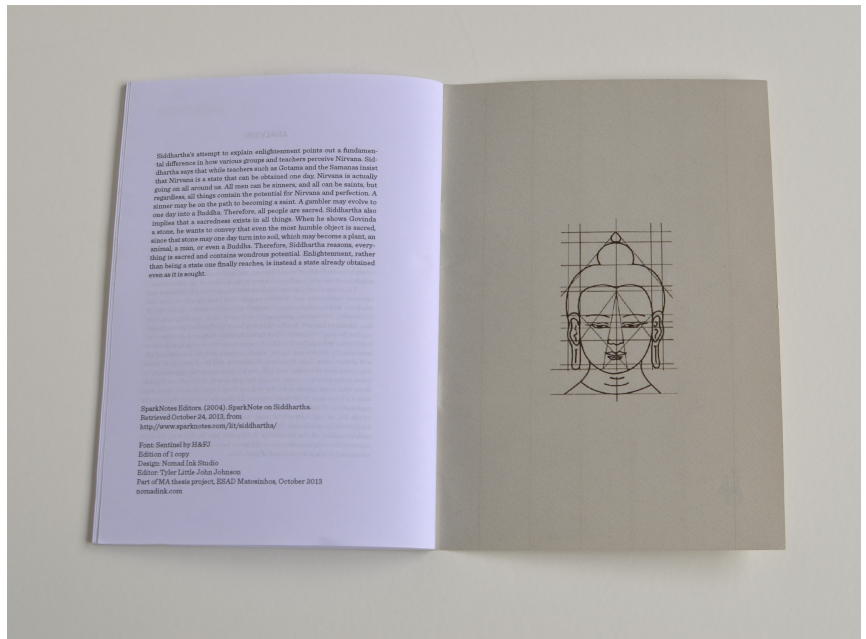 Siddhartha's attempt to explain enlightenment points out a fundamen-
tal difference in how various groups and teachers perceive Nirvana. Sid-
dhartha says that while teachers such as Gotama and the Samanas insist
that Nirvana is a state that can be obtained one day, Nirvana is actually
going on all around us. All men can be sinners, and all can be saints, but
regardless, all things contain the potential for Nirvana and perfection. A
sinner may be on the path to becoming a saint. A gambler may evolve to
one day into a Buddha. Therefore, all people are sacred. Siddhartha also
implies that a sacredness exists in all things. When he shows Govinda
a stone, he wants to convey that even the most humble object is sacred,
since that stone may one day turn into soil, which may become a plant, an
animal, a man, or even a Buddha. Therefore, Siddhartha reasons, every-
thing is sacred and contains wondrous potential. Enlightenment, rather
than being a state one finally reaches, is instead a state already obtained
even as it is sought.
SparkNotes Editors. (2004). SparkNote on Siddhartha.
Retrieved October 24, 2013, from
http://www.sparknotes.com/lit/siddhartha/
Font: Sentinel by H&FJ
Edition of 1 copy
Design: Nomad Ink Studio
Editor: Tyler Little John Johnson
Part of MA thesis project, ESAD Matosinhos, October 2013
nomadink.com